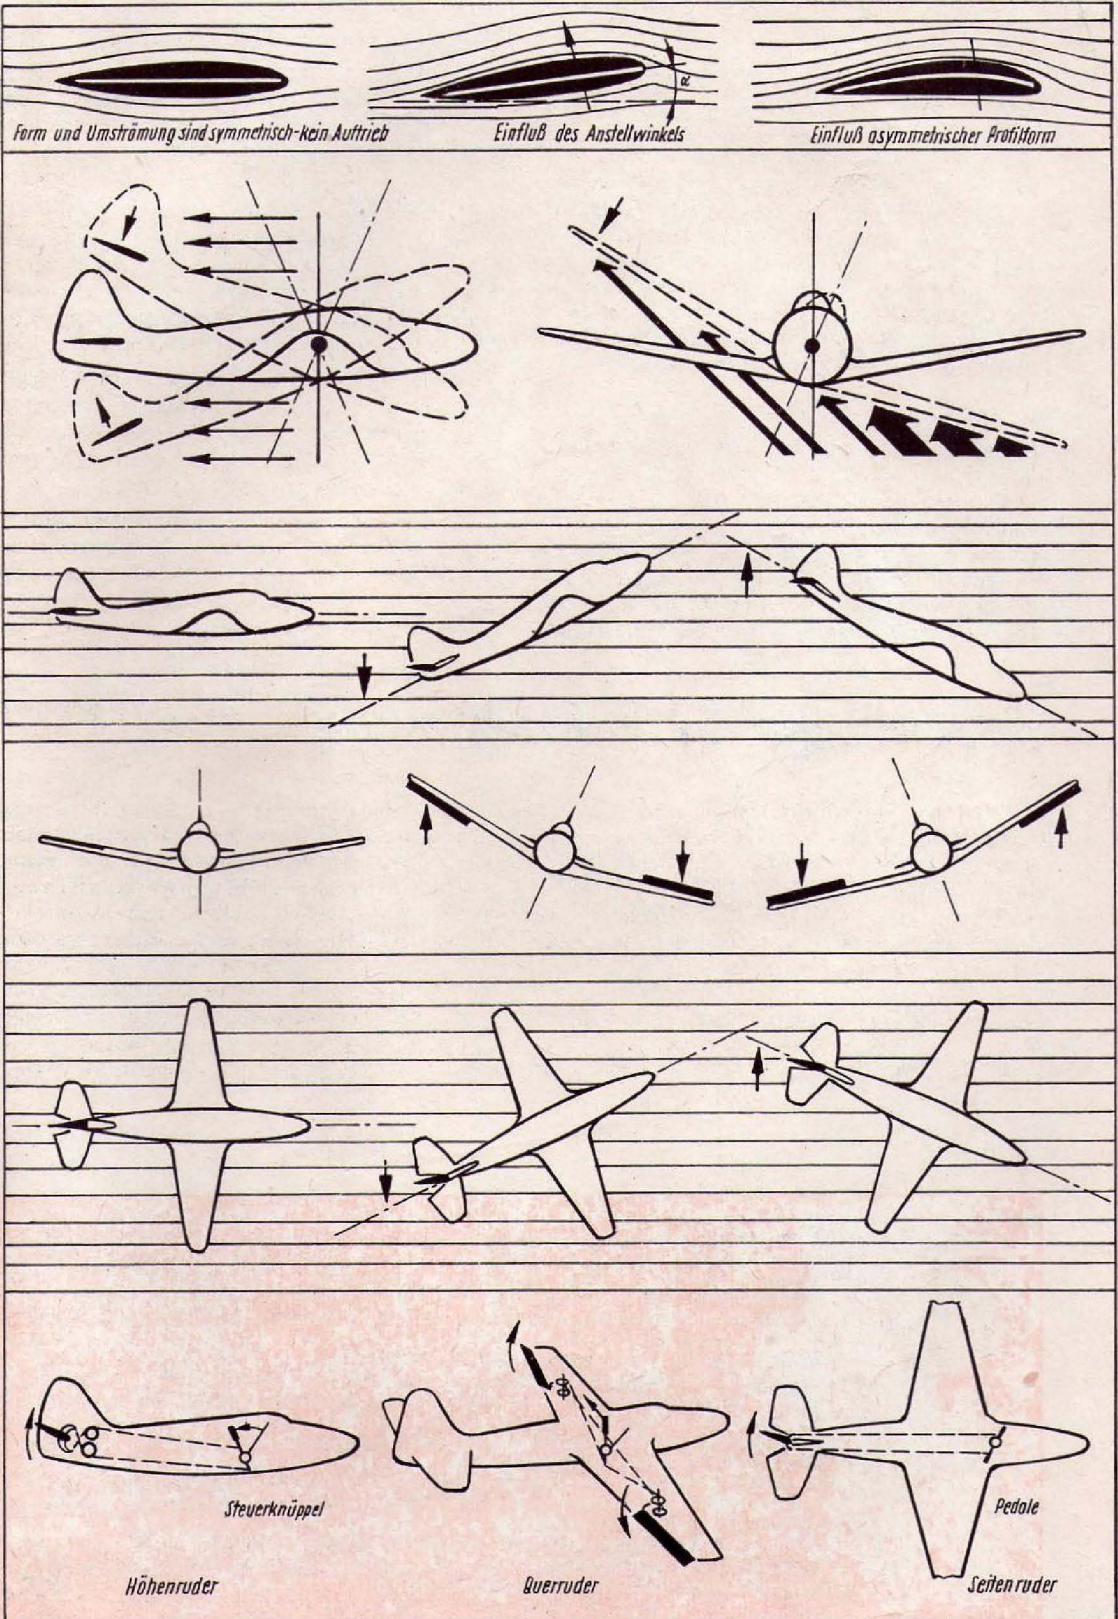 Form und Umströmung sind symmetrisch-kein Auftrieb
Einfluß des Anstellwinkels
α
Einfluß asymmetrischer Profilform
Steuerknüppel
Pedale
Höhenruder
Querruder
Seitenruder